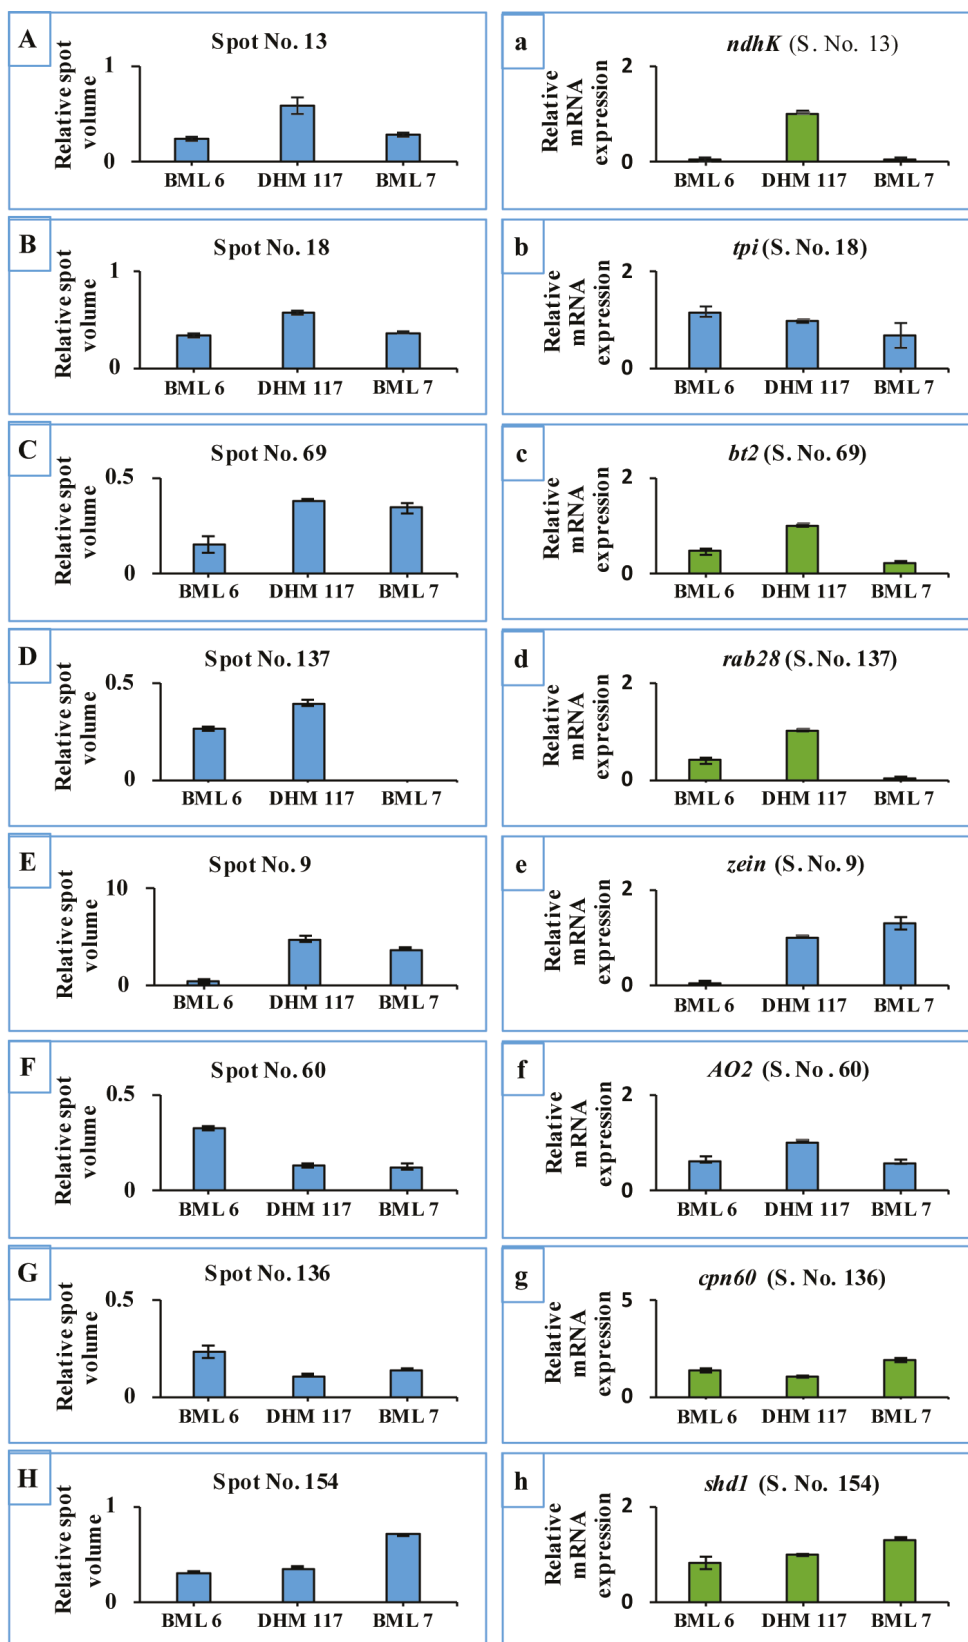 A
Spot No. 13
Relative spot
volume
1
0
BML 6 DHM 117 BML 7
a
ndhK (S. No. 13)
Relative
mRNA
expression
2
0
BML 6 DHM 117 BML 7
B
Spot No. 18
Relative spot
volume
1
0
BML 6 DHM 117 BML 7
b
tpi (S. No. 18)
Relative
mRNA
expression
2
0
BML 6 DHM 117 BML 7
C
Spot No. 69
Relative spot
volume
0.5
0
BML 6 DHM 117 BML 7
c
bt2 (S. No. 69)
Relative
mRNA
expression
2
0
BML 6 DHM 117 BML 7
D
Spot No. 137
Relative spot
volume
0.5
0
BML 6 DHM 117 BML 7
d
rab28 (S. No. 137)
Relative
mRNA
expression
2
0
BML 6 DHM 117 BML 7
E
Spot No. 9
Relative spot
volume
10
0
BML 6 DHM 117 BML 7
e
zein (S. No. 9)
Relative
mRNA
expression
2
0
BML 6 DHM 117 BML 7
F
Spot No. 60
Relative spot
volume
0.5
0
BML 6 DHM 117 BML 7
f
AO2 (S. No. 60)
Relative
mRNA
expression
2
0
BML 6 DHM 117 BML 7
G
Spot No. 136
Relative spot
volume
0.5
0
BML 6 DHM 117 BML 7
g
cpn60 (S. No. 136)
Relative
mRNA
expression
5
0
BML 6 DHM 117 BML 7
H
Spot No. 154
Relative spot
volume
1
0
BML 6 DHM 117 BML 7
h
shd1 (S. No. 154)
Relative
mRNA
expression
2
0
BML 6 DHM 117 BML 7